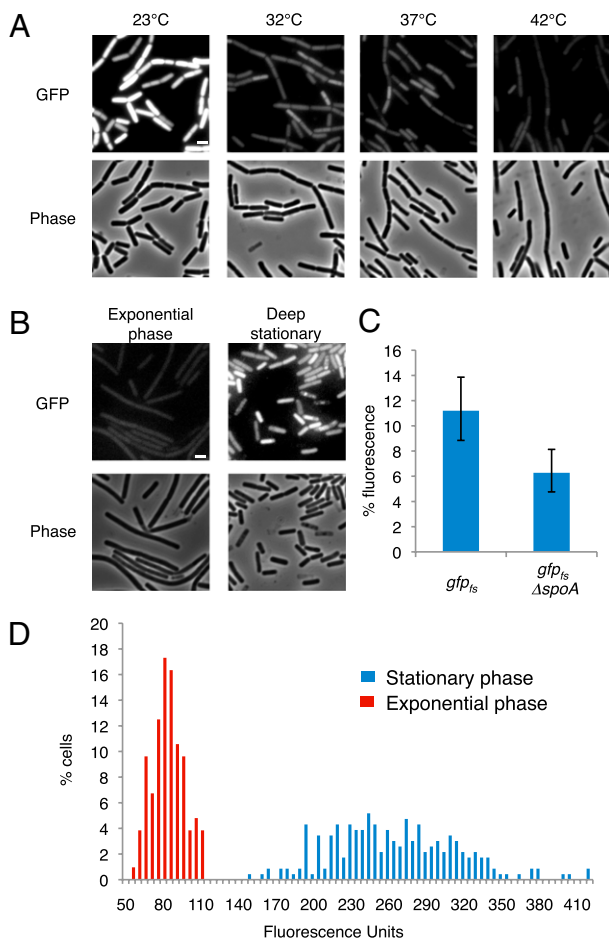 A
23°C 32°C 37°C 42°C
GFP
Phase
B
Exponential phase
Deep stationary
GFP
Phase
C
16
14
12
10
8
6
4
2
0
% fluorescence
gfpfs
gfpfs ΔspoA
D
20
18
16
14
12
10
8
6
4
2
0
% cells
Stationary phase
Exponential phase
50 80 110 140 170 200 230 260 290 320 350 380 410
Fluorescence Units